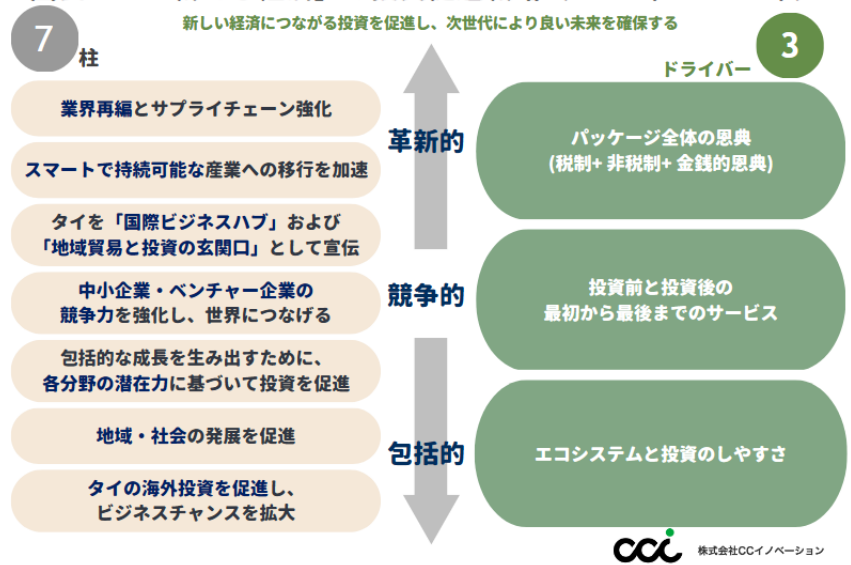 新しい経済につながる投資を促進し、次世代により良い未来を確保する
7
柱
業界再編とサプライチェーン強化
スマートで持続可能な産業への移行を加速
タイを「国際ビジネスハブ」および
「地域貿易と投資の玄関口」として宣伝
中小企業・ベンチャー企業の
競争力を強化し、世界につなげる
包括的な成長を生み出すために、
各分野の潜在力に基づいて投資を促進
地域・社会の発展を促進
タイの海外投資を促進し、
ビジネスチャンスを拡大
革新的
競争的
包括的
3
ドライバー
パッケージ全体の恩典
(税制+ 非税制+ 金銭的恩典)
投資前と投資後の
最初から最後までのサービス
エコシステムと投資のしやすさ
cci
株式会社CCイノベーション